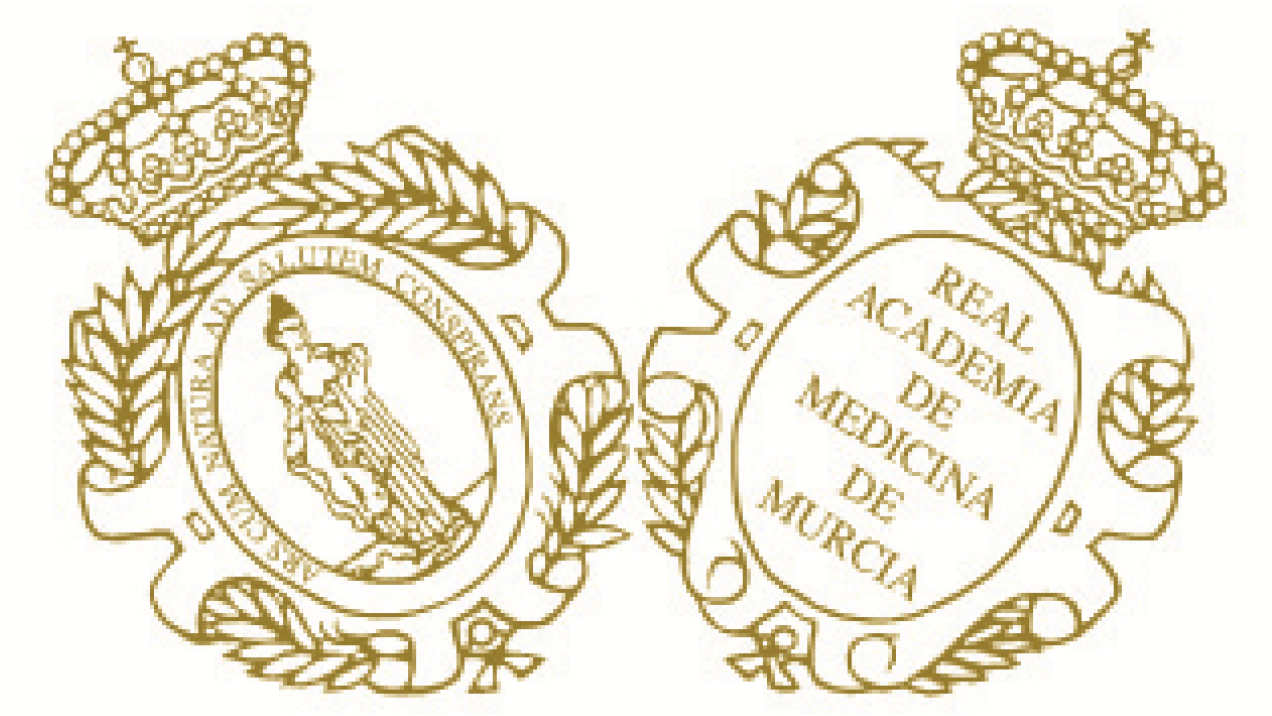 ARS CUM NATURA AD SALUTEM CONSPIRANS
REAL
ACADEMIA
DE
MEDICINA
DE
MURCIA